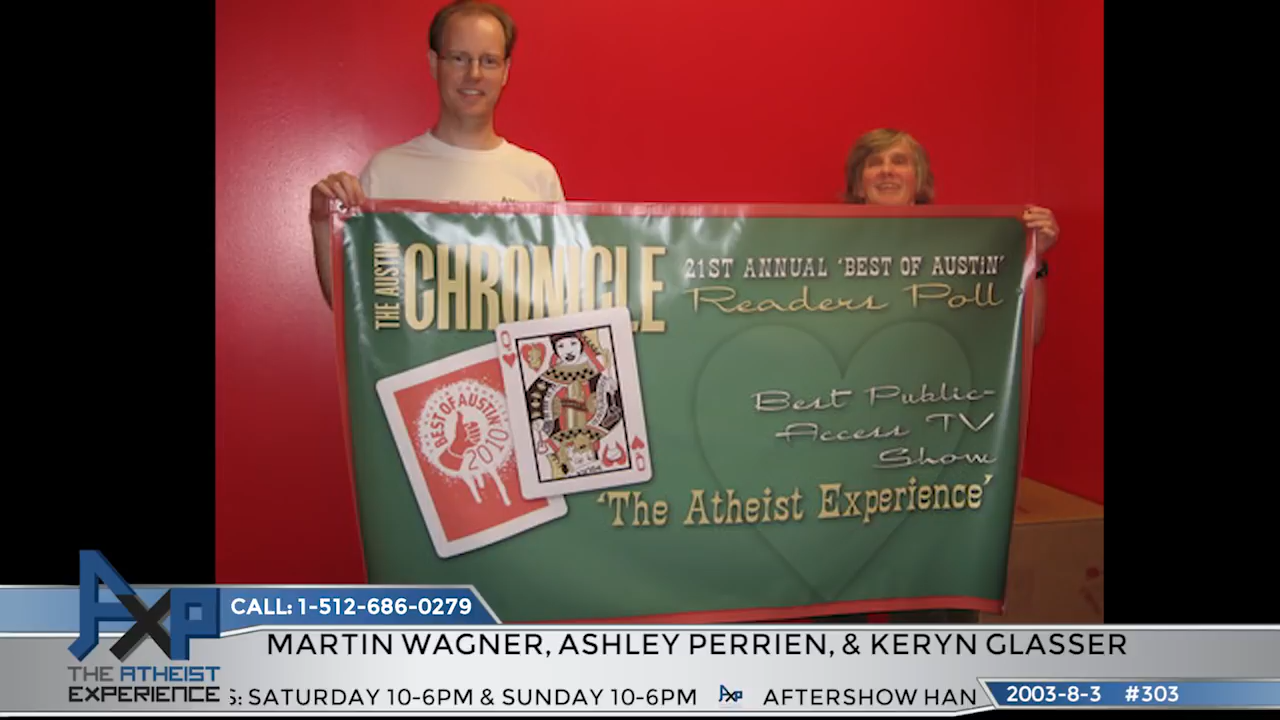 THE AUSTIN
CHRONICLE
21ST ANNUAL 'BEST OF AUSTIN'
Readers Poll
Q
BEST OF AUSTIN
2010
Q
Best Public-
Access TV
Show
'The Atheist Experience'
AXP
CALL: 1-512-686-0279
MARTIN WAGNER, ASHLEY PERRIEN, & KERYN GLASSER
THE ATHEIST
EXPERIENCE
S: SATURDAY 10-6PM & SUNDAY 10-6PM AXP AFTERSHOW HAN
2003-8-3 #303